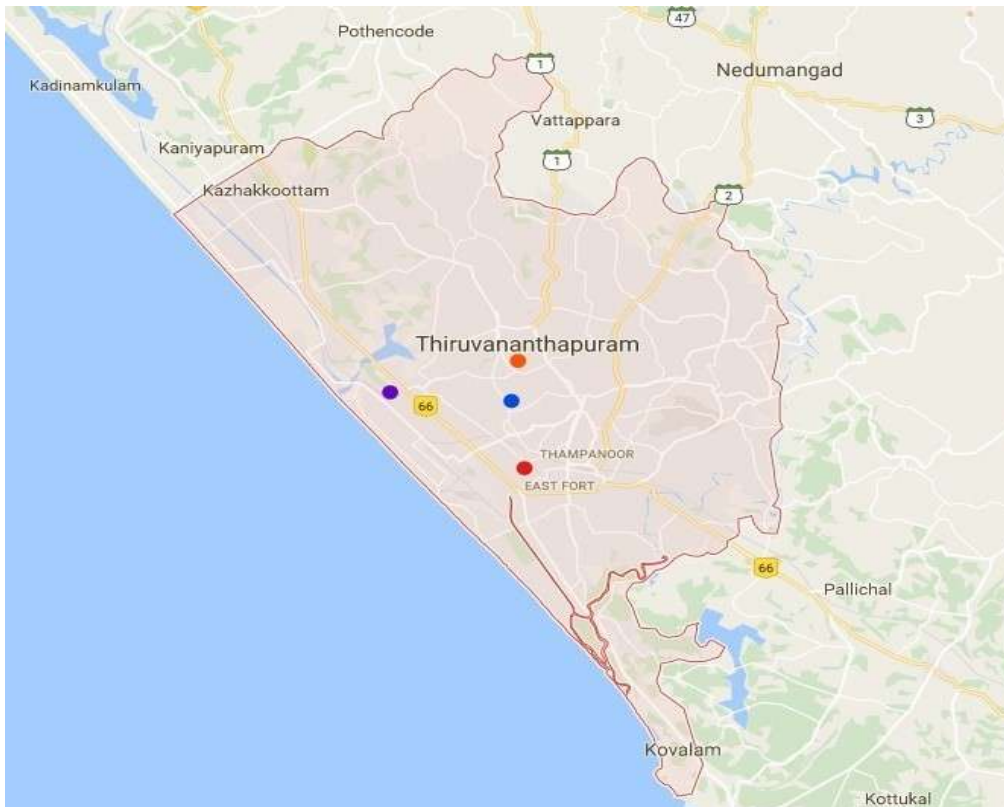 47
Pothencode
1
Nedumangad
Kadinamkulam
3
Vattappara
Kaniyapuram
1
Kazhakkoottam
2
Thiruvananthapuram
66
THAMPANOOR
EAST FORT
66
Pallichal
Kovalam
Kottukal